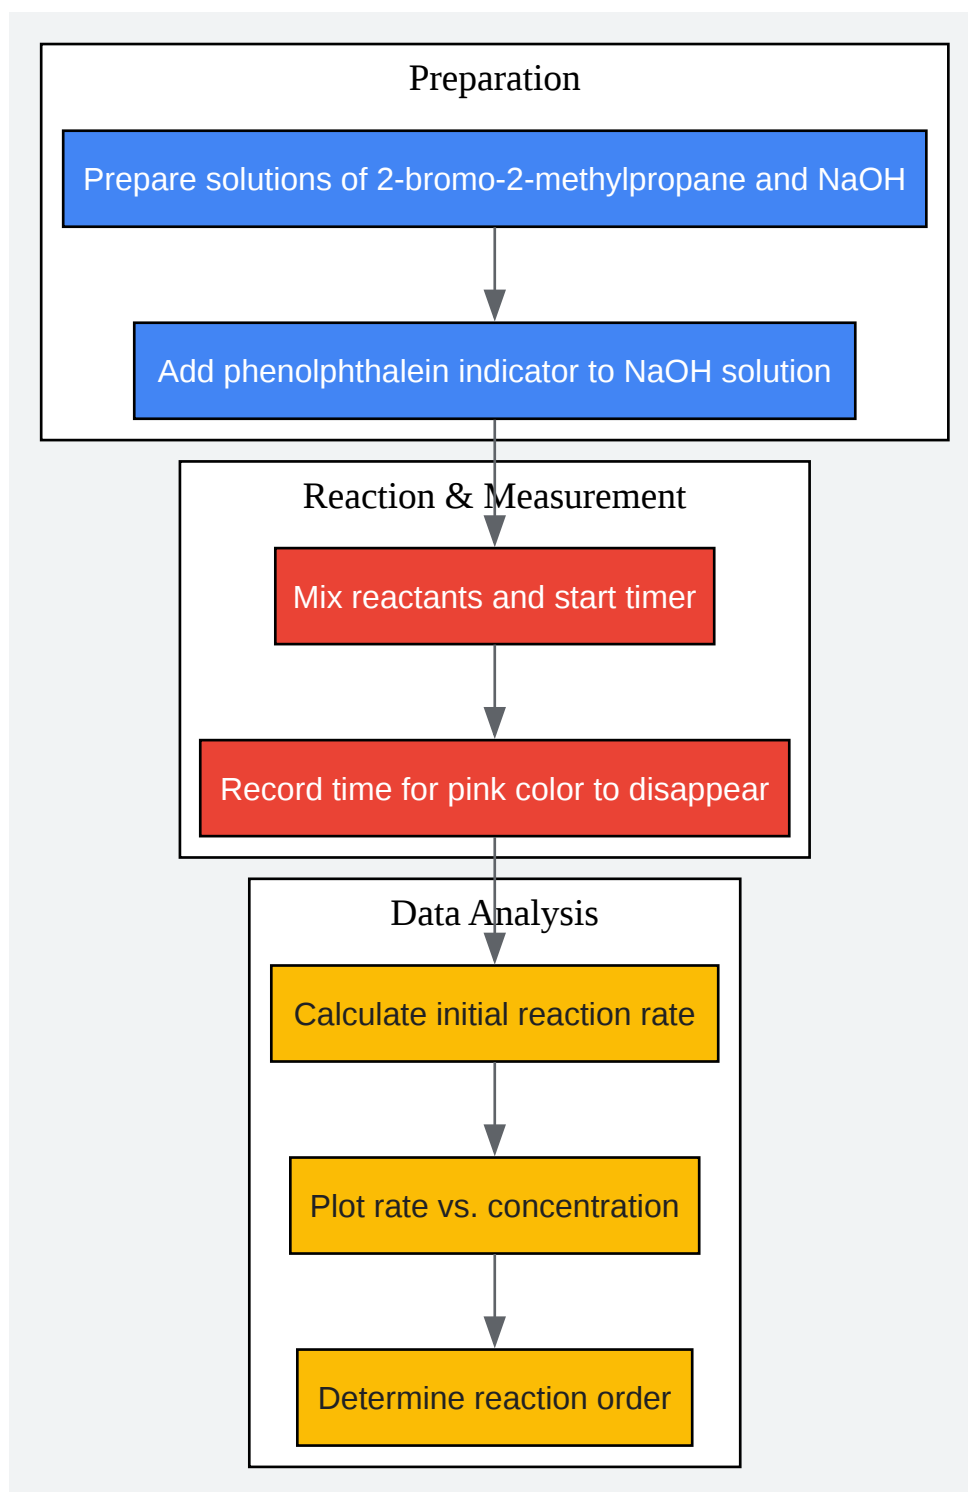 Preparation
Prepare solutions of 2-bromo-2-methylpropane and NaOH
Add phenolphthalein indicator to NaOH solution
Reaction & Measurement
Mix reactants and start timer
Record time for pink color to disappear
Data Analysis
Calculate initial reaction rate
Plot rate vs. concentration
Determine reaction order